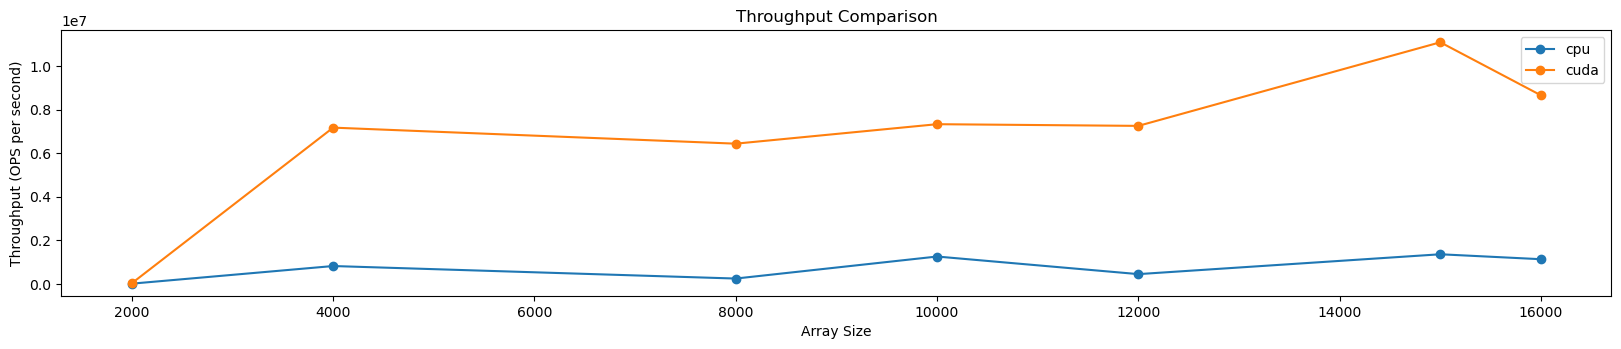 Throughput Comparison
1e7
Throughput (OPS per second)
1.0
0.8
0.6
0.4
0.2
0.0
cpu
cuda
2000 4000 6000 8000 10000 12000 14000 16000
Array Size